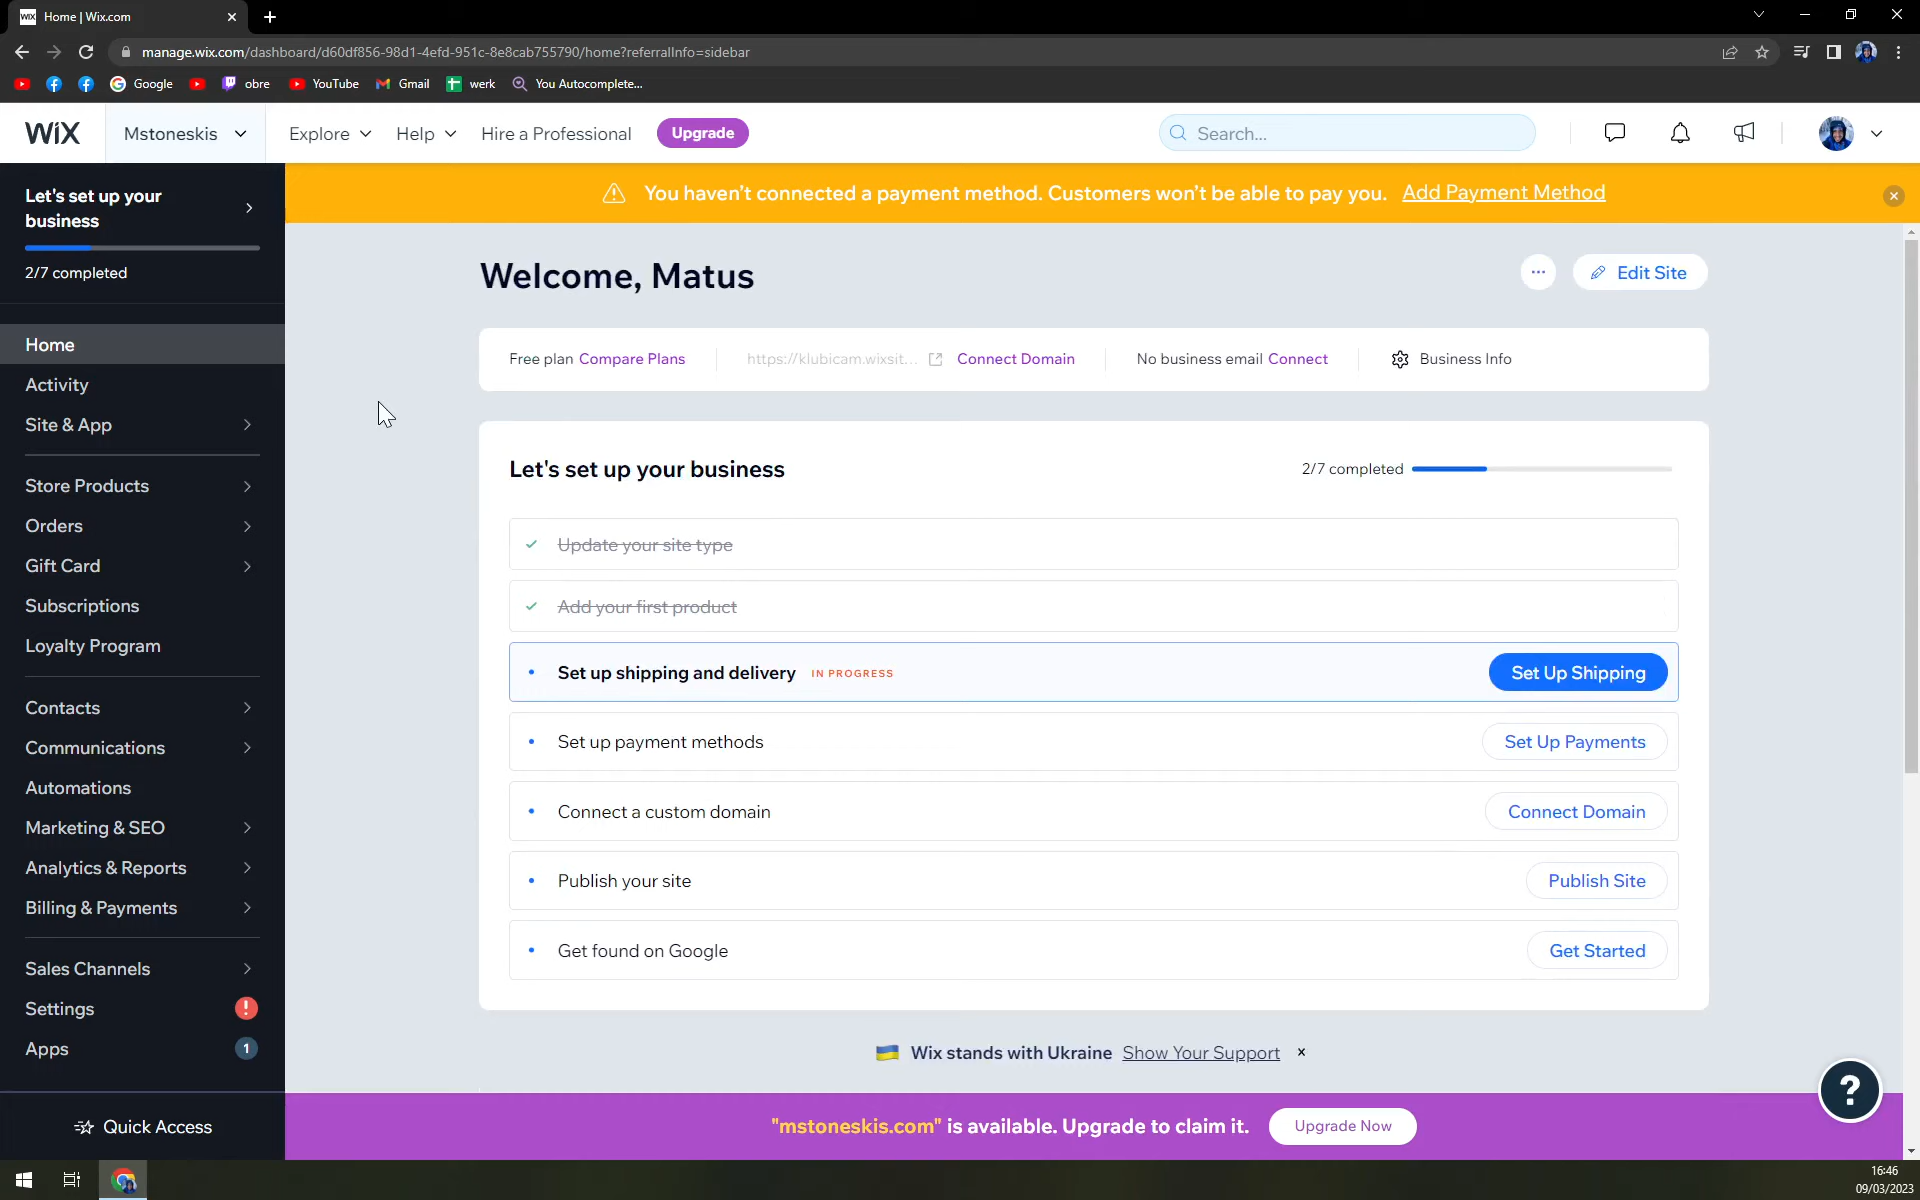 Home | Wix.com
manage.wix.com/dashboard/d60df856-98d1-4efd-951c-8e8cab755790/home?referralInfo=sidebar
Google
obre
YouTube
Gmail
werk
You Autocomplete...
WiX
Mstoneskis
Explore
Help
Hire a Professional
Upgrade
Search...
Let's set up your
business
2/7 completed
You haven't connected a payment method. Customers won't be able to pay you. Add Payment Method
Home
Activity
Site & App
Store Products
Orders
Gift Card
Subscriptions
Loyalty Program
Contacts
Communications
Automations
Marketing & SEO
Analytics & Reports
Billing & Payments
Sales Channels
Settings
!
Apps
1
Quick Access
Welcome, Matus
Edit Site
Free plan Compare Plans
https://klubicam.wixsit...
Connect Domain
No business email Connect
Business Info
Let's set up your business
2/7 completed
Update your site type
Add your first product
Set up shipping and delivery IN PROGRESS
Set Up Shipping
Set up payment methods
Set Up Payments
Connect a custom domain
Connect Domain
Publish your site
Publish Site
Get found on Google
Get Started
Wix stands with Ukraine Show Your Support
?
"mstoneskis.com" is available. Upgrade to claim it.
Upgrade Now
16:46
09/03/2023